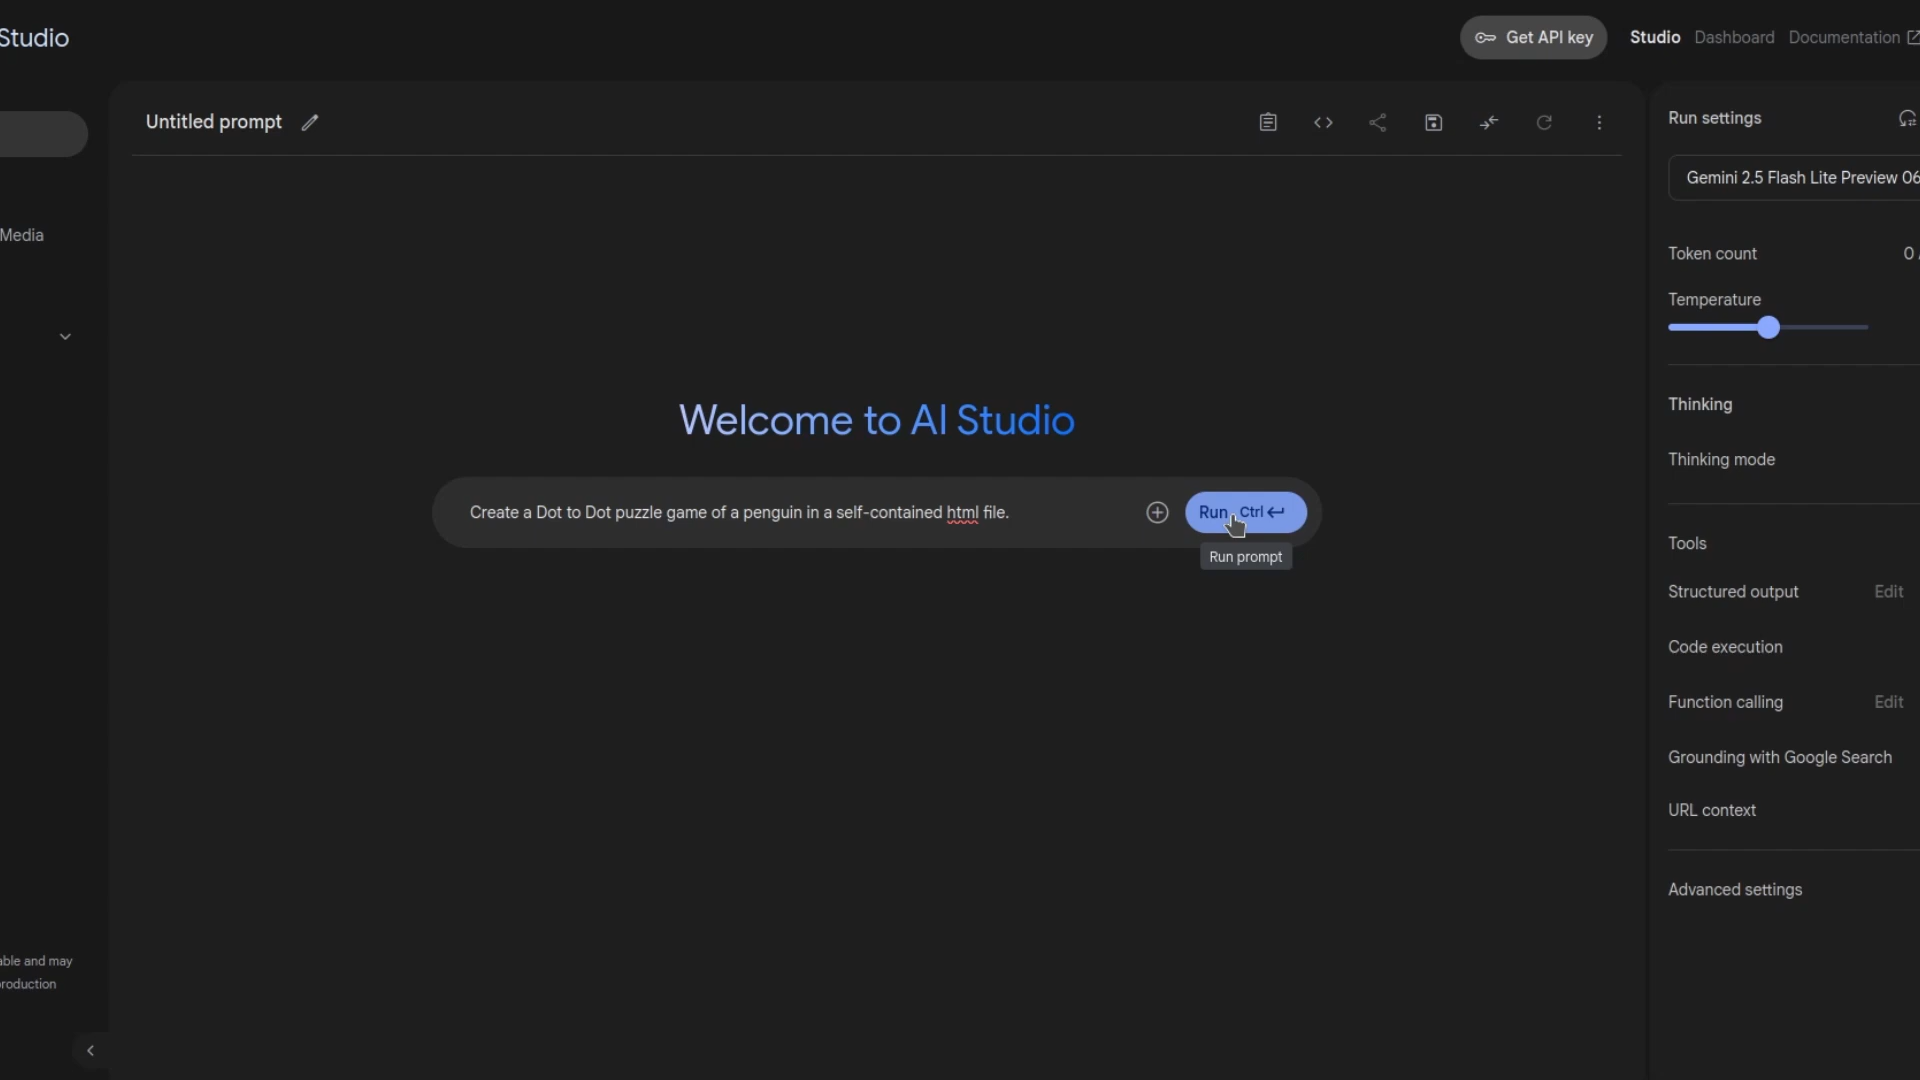 Studio
Get API key
Studio
Dashboard
Documentation
Untitled prompt
Run settings
Gemini 2.5 Flash Lite Preview 06
Media
Token count
0 /
Temperature
Thinking
Welcome to AI Studio
Thinking mode
Create a Dot to Dot puzzle game of a penguin in a self-contained html file.
Run Ctrl
Run prompt
Tools
Structured output
Edit
Code execution
Function calling
Edit
Grounding with Google Search
URL context
Advanced settings
able and may
production